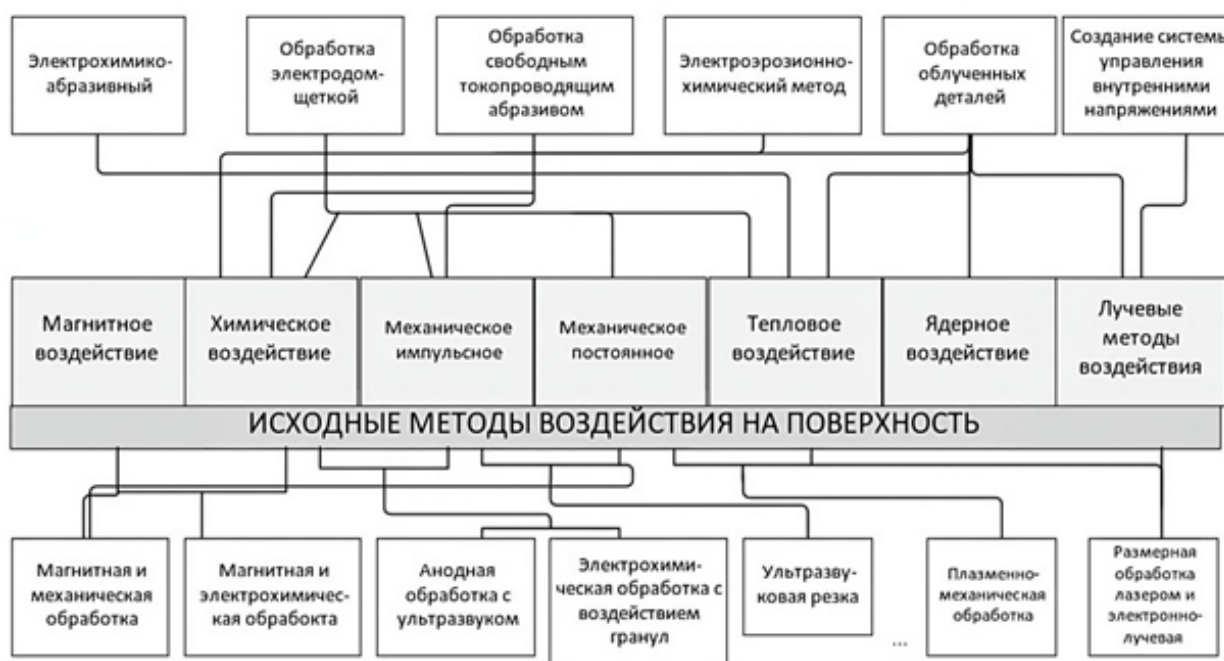 Электрохимико-
абразивный
Обработка
электродом-
щеткой
Обработка
свободным
токопроводящим
абразивом
Электроэрозионно-
химический метод
Обработка
облученных
деталей
Создание системы
управления
внутренними
напряжениями
Магнитное
воздействие
Химическое
воздействие
Механическое
импульсное
Механическое
постоянное
Тепловое
воздействие
Ядерное
воздействие
Лучевые
методы
воздействия
ИСХОДНЫЕ МЕТОДЫ ВОЗДЕЙСТВИЯ НА ПОВЕРХНОСТЬ
Магнитная и
механическая
обработка
Магнитная и
электрохимичес-
кая обрабокта
Анодная
обработка с
ультразвуком
Электрохими-
ческая обработка с
воздействием
гранул
Ультразву-
ковая резка
...
Плазменно-
механическая
обработка
Размерная
обработка
лазером и
электронно-
лучевая